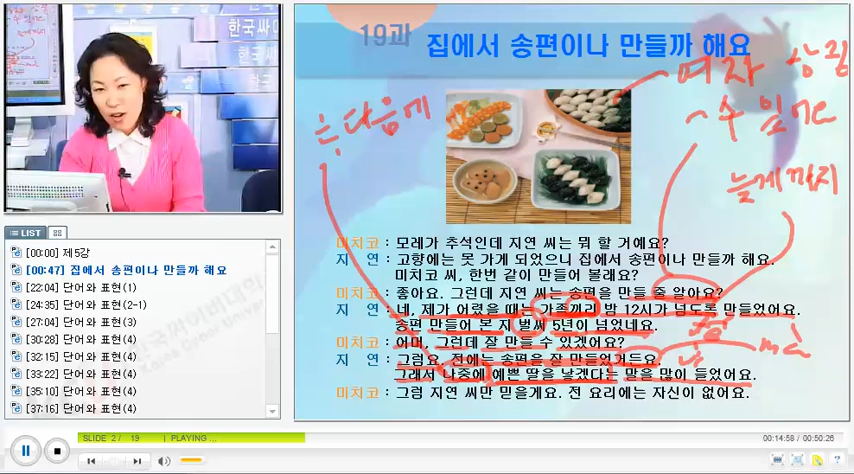 한국싸이
한국사이
19과 집에서 송편이나 만들까 해요
여자
수 있어요
늦게까지
다음에
미치코: 모레가 추석인데 지연 씨는 뭐 할 거예요?
지 연: 고향에는 못 가게 되었으니 집에서 송편이나 만들까 해요.
미치코 씨, 한번 같이 만들어 볼래요?
미치코: 좋아요. 그런데 지연 씨는 송편을 만들 줄 알아요?
지 연: 네, 제가 어렸을 때는 가족끼리 밤 12시가 넘도록 만들었어요.
송편 만들어 본 지 벌써 5년이 넘었네요.
미치코: 어머, 그런데 잘 만들 수 있겠어요?
지 연: 그럼요. 전에는 송편을 잘 만들었거든요.
그래서 나중에 예쁜 딸을 낳겠다는 말을 많이 들었어요.
미치코: 그럼 지연 씨만 믿을게요. 전 요리에는 자신이 없어요.
LIST
[00:00] 제5강
[00:47] 집에서 송편이나 만들까 해요
[22:04] 단어와 표현(1)
[24:35] 단어와 표현(2-1)
[27:04] 단어와 표현(3)
[30:28] 단어와 표현(4)
[32:15] 단어와 표현(4)
[33:22] 단어와 표현(4)
[35:10] 단어와 표현(4)
[37:16] 단어와 표현(4)
SLIDE 2 / 19 | PLAYING ...
00:14:58 / 00:50:26